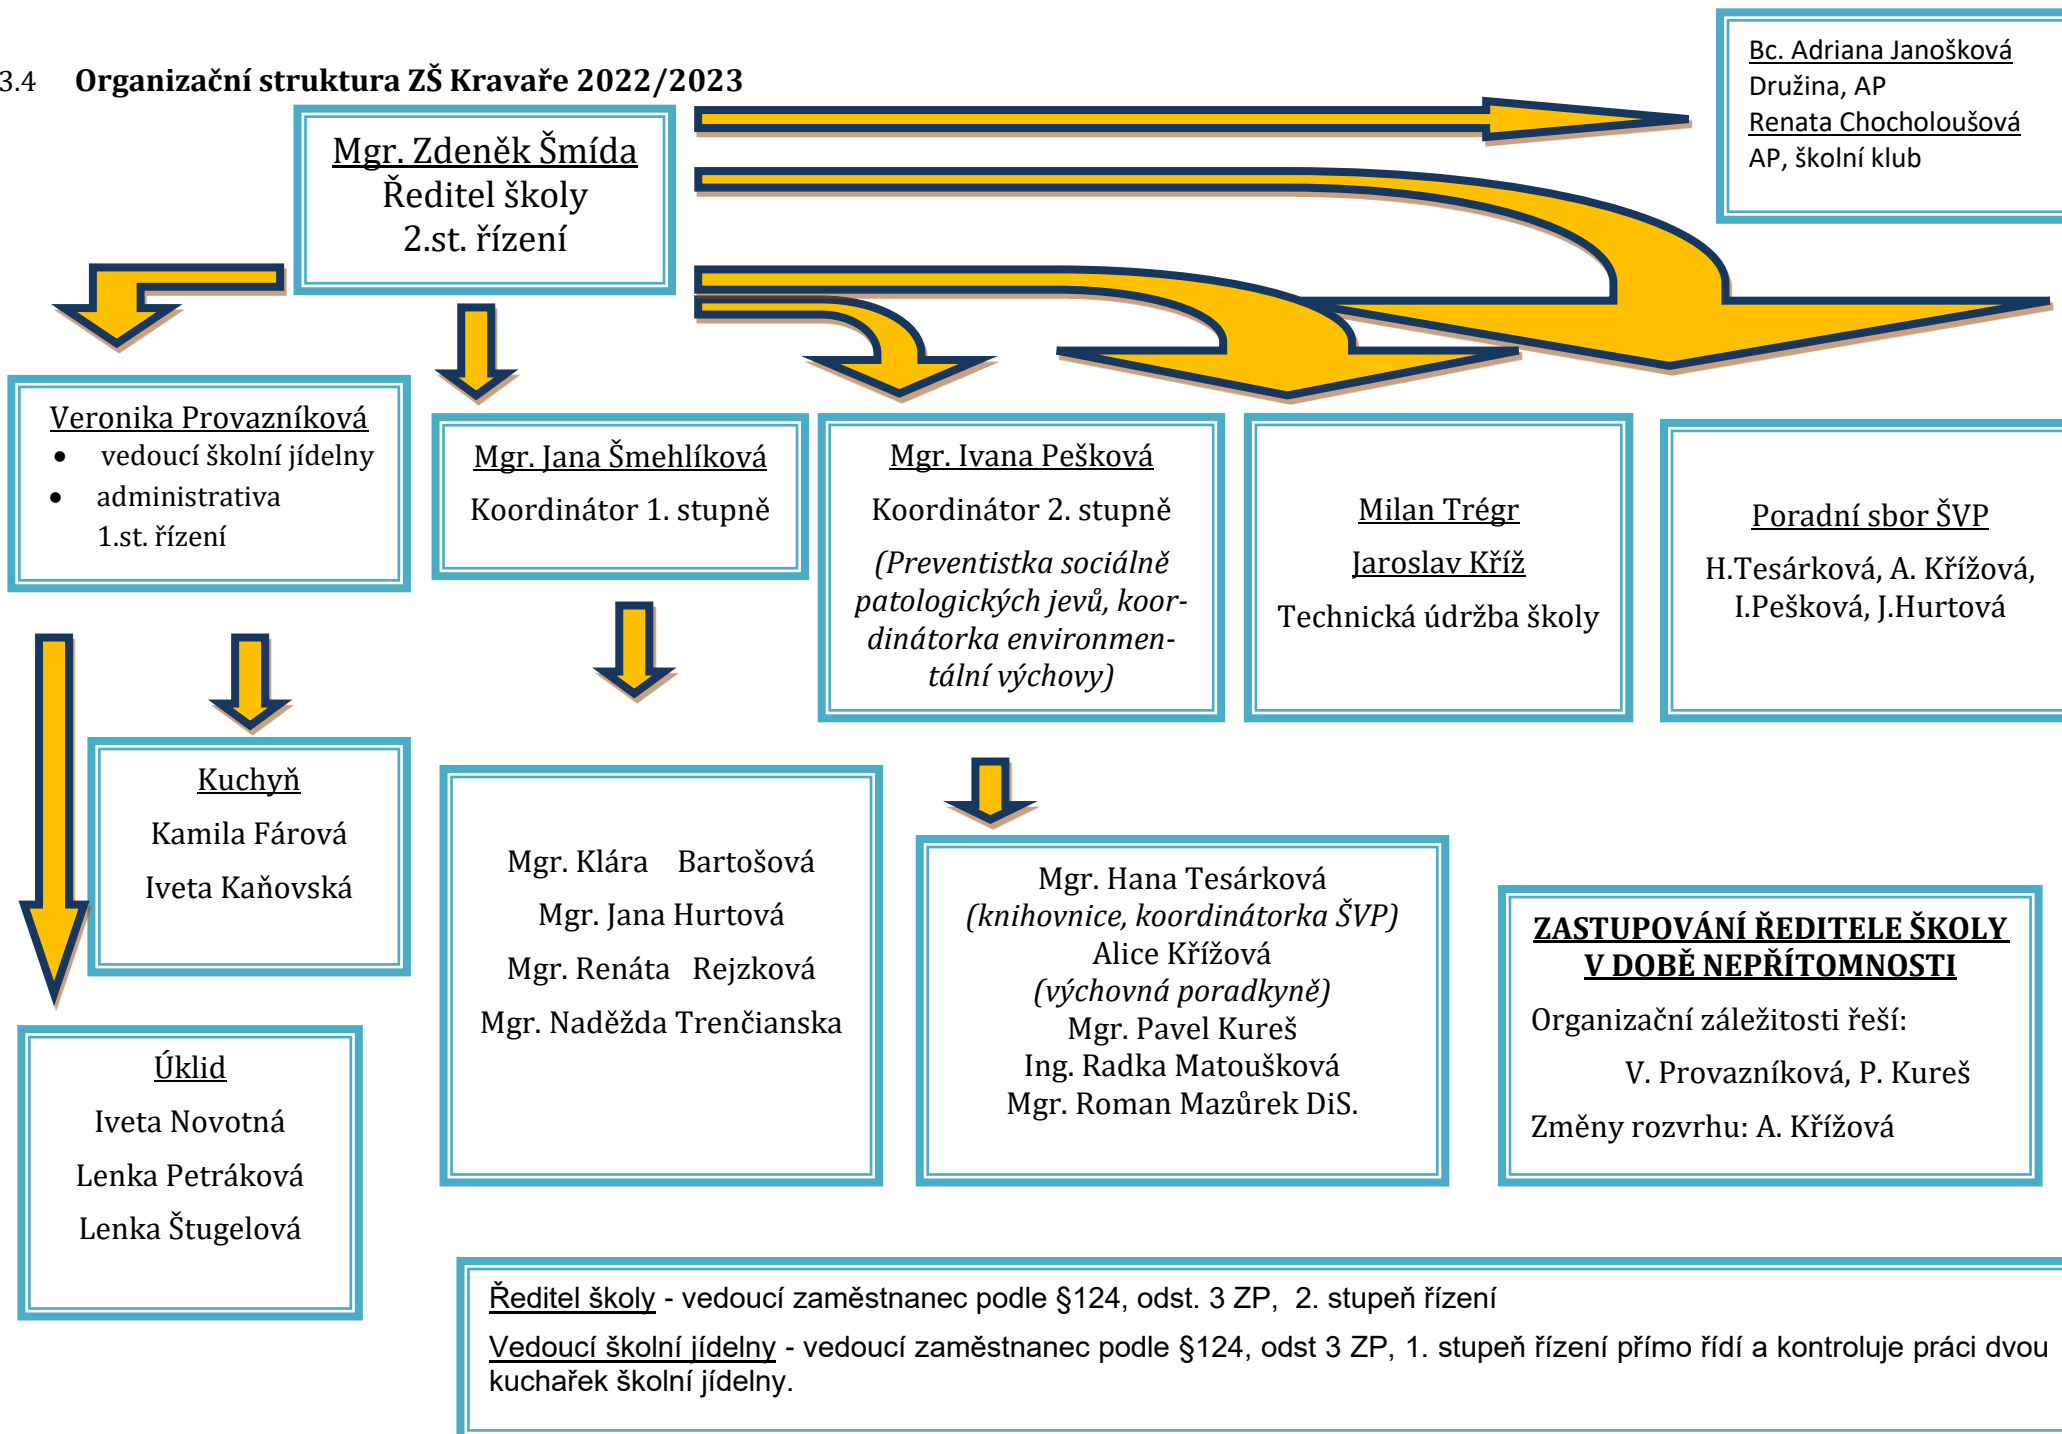 3.4 Organizační struktura ZŠ Kravaře 2022/2023
Bc. Adriana Janošková
Družina, AP
Renata Chocholoušová
AP, školní klub
Mgr. Zdeněk Šmída
Ředitel školy
2.st. řízení
Veronika Provazníková
• vedoucí školní jídelny
• administrativa
1.st. řízení
Mgr. Jana Šmehlíková
Koordinátor 1. stupně
Mgr. Ivana Pešková
Koordinátor 2. stupně
(Preventistka sociálně
patologických jevů, koor-
dinátorka environmen-
tální výchovy)
Milan Trégr
Jaroslav Kříž
Technická údržba školy
Poradní sbor ŠVP
H.Tesárková, A. Křížová,
I.Pešková, J.Hurtová
Kuchyň
Kamila Fárová
Iveta Kaňovská
Mgr. Klára Bartošová
Mgr. Jana Hurtová
Mgr. Renáta Rejzková
Mgr. Naděžda Trenčianska
Mgr. Hana Tesárková
(knihovnice, koordinátorka ŠVP)
Alice Křížová
(výchovná poradkyně)
Mgr. Pavel Kureš
Ing. Radka Matoušková
Mgr. Roman Mazůrek DiS.
ZASTUPOVÁNÍ ŘEDITELE ŠKOLY
V DOBĚ NEPŘÍTOMNOSTI
Organizační záležitosti řeší:
V. Provazníková, P. Kureš
Změny rozvrhu: A. Křížová
Úklid
Iveta Novotná
Lenka Petráková
Lenka Štugelová
Ředitel školy - vedoucí zaměstnanec podle §124, odst. 3 ZP, 2. stupeň řízení
Vedoucí školní jídelny - vedoucí zaměstnanec podle §124, odst 3 ZP, 1. stupeň řízení přímo řídí a kontroluje práci dvou
kuchařek školní jídelny.